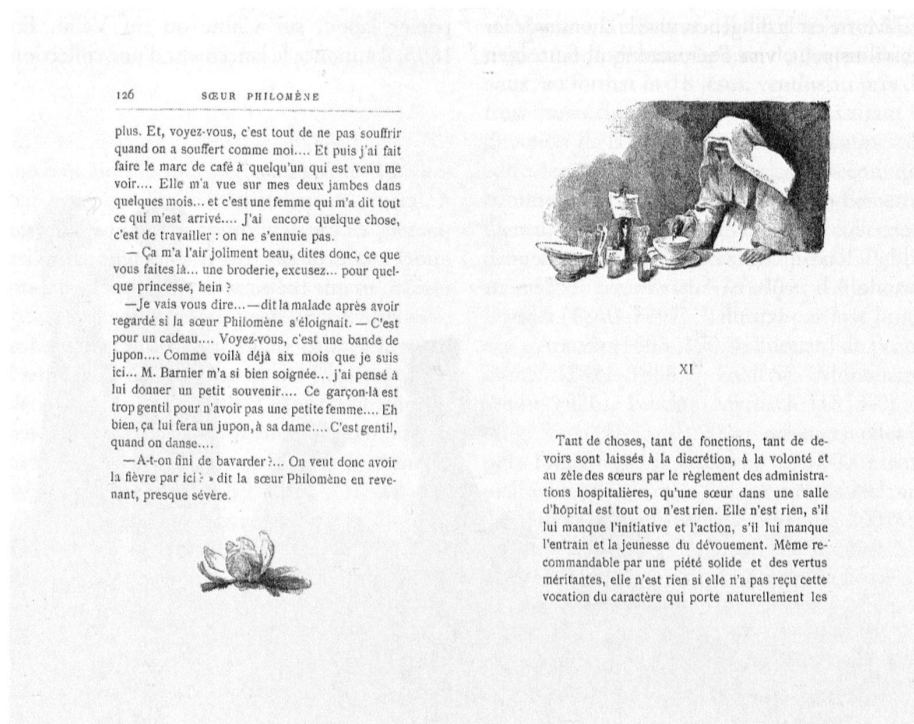 126 SŒUR PHILOMÈNE
plus. Et, voyez-vous, c'est tout de ne pas souffrir
quand on a souffert comme moi.... Et puis j'ai fait
faire le marc de café à quelqu'un qui est venu me
voir.... Elle m'a vue sur mes deux jambes dans
quelques mois... et c'est une femme qui m'a dit tout
ce qui m'est arrivé.... J'ai encore quelque chose,
c'est de travailler : on ne s'ennuie pas.
— Ça m'a l'air joliment beau, dites donc, ce que
vous faites là... une broderie, excusez... pour quel-
que princesse, hein ?
— Je vais vous dire... — dit la malade après avoir
regardé si la sœur Philomène s'éloignait. — C'est
pour un cadeau.... Voyez-vous, c'est une bande de
jupon.... Comme voilà déjà six mois que je suis
ici... M. Barnier m'a si bien soignée... j'ai pensé à
lui donner un petit souvenir.... Ce garçon-là est
trop gentil pour n'avoir pas une petite femme.... Eh
bien, ça lui fera un jupon, à sa dame.... C'est gentil,
quand on danse....
— A-t-on fini de bavarder ?... On veut donc avoir
la fièvre par ici ? » dit la sœur Philomène en reve-
nant, presque sévère.
XI
Tant de choses, tant de fonctions, tant de de-
voirs sont laissés à la discrétion, à la volonté et
au zèle des sœurs par le règlement des administra-
tions hospitalières, qu'une sœur dans une salle
d'hôpital est tout ou n'est rien. Elle n'est rien, s'il
lui manque l'initiative et l'action, s'il lui manque
l'entrain et la jeunesse du dévouement. Même re-
commandable par une piété solide et des vertus
méritantes, elle n'est rien si elle n'a pas reçu cette
vocation du caractère qui porte naturellement les